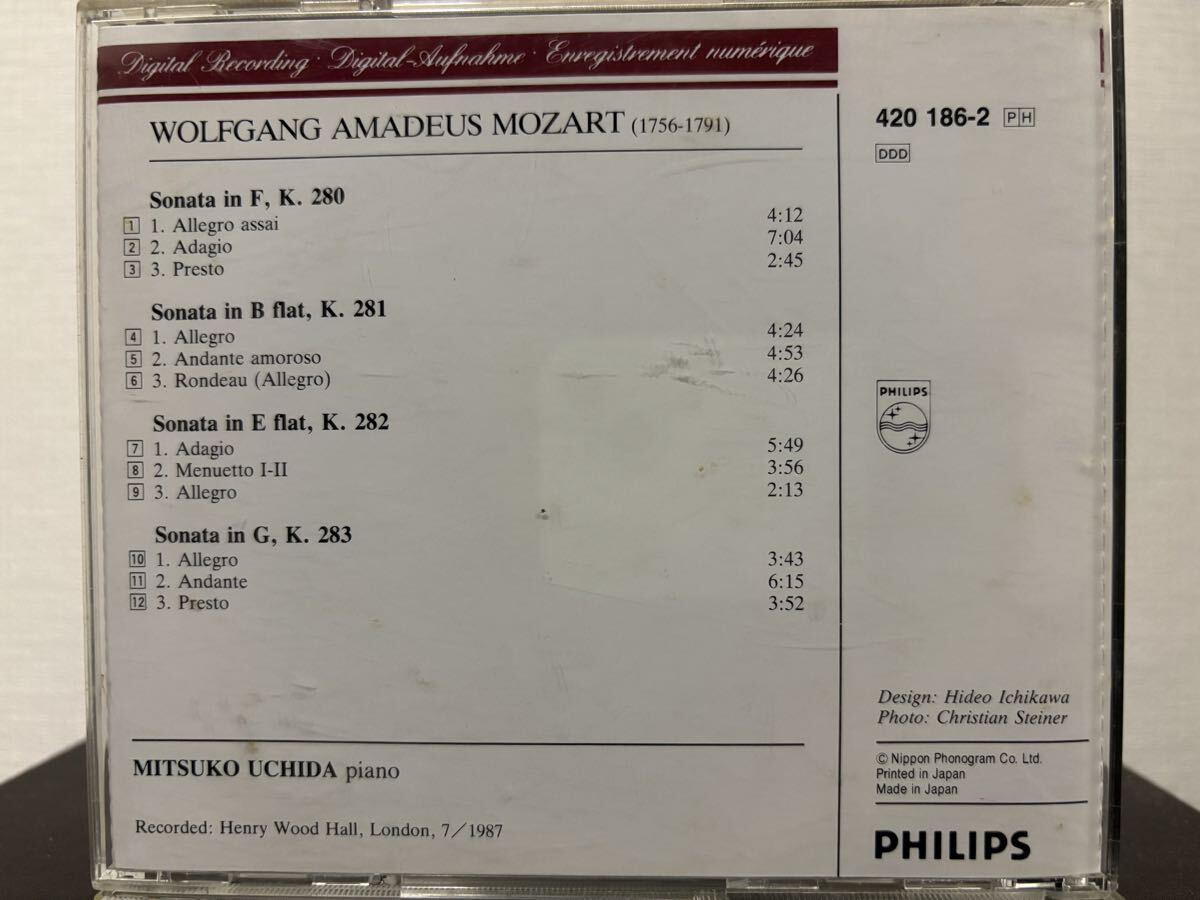 Digital Recording · Digital-Aufnahme · Enregistrement numérique
WOLFGANG AMADEUS MOZART (1756-1791)
Sonata in F, K. 280
1 1. Allegro assai 4:12
2 2. Adagio 7:04
3 3. Presto 2:45
Sonata in B flat, K. 281
4 1. Allegro 4:24
5 2. Andante amoroso 4:53
6 3. Rondeau (Allegro) 4:26
Sonata in E flat, K. 282
7 1. Adagio 5:49
8 2. Menuetto I-II 3:56
9 3. Allegro 2:13
Sonata in G, K. 283
10 1. Allegro 3:43
11 2. Andante 6:15
12 3. Presto 3:52
MITSUKO UCHIDA piano
Recorded: Henry Wood Hall, London, 7/1987
420 186-2 PH
DDD
PHILIPS
Design: Hideo Ichikawa
Photo: Christian Steiner
© Nippon Phonogram Co. Ltd.
Printed in Japan
Made in Japan
PHILIPS